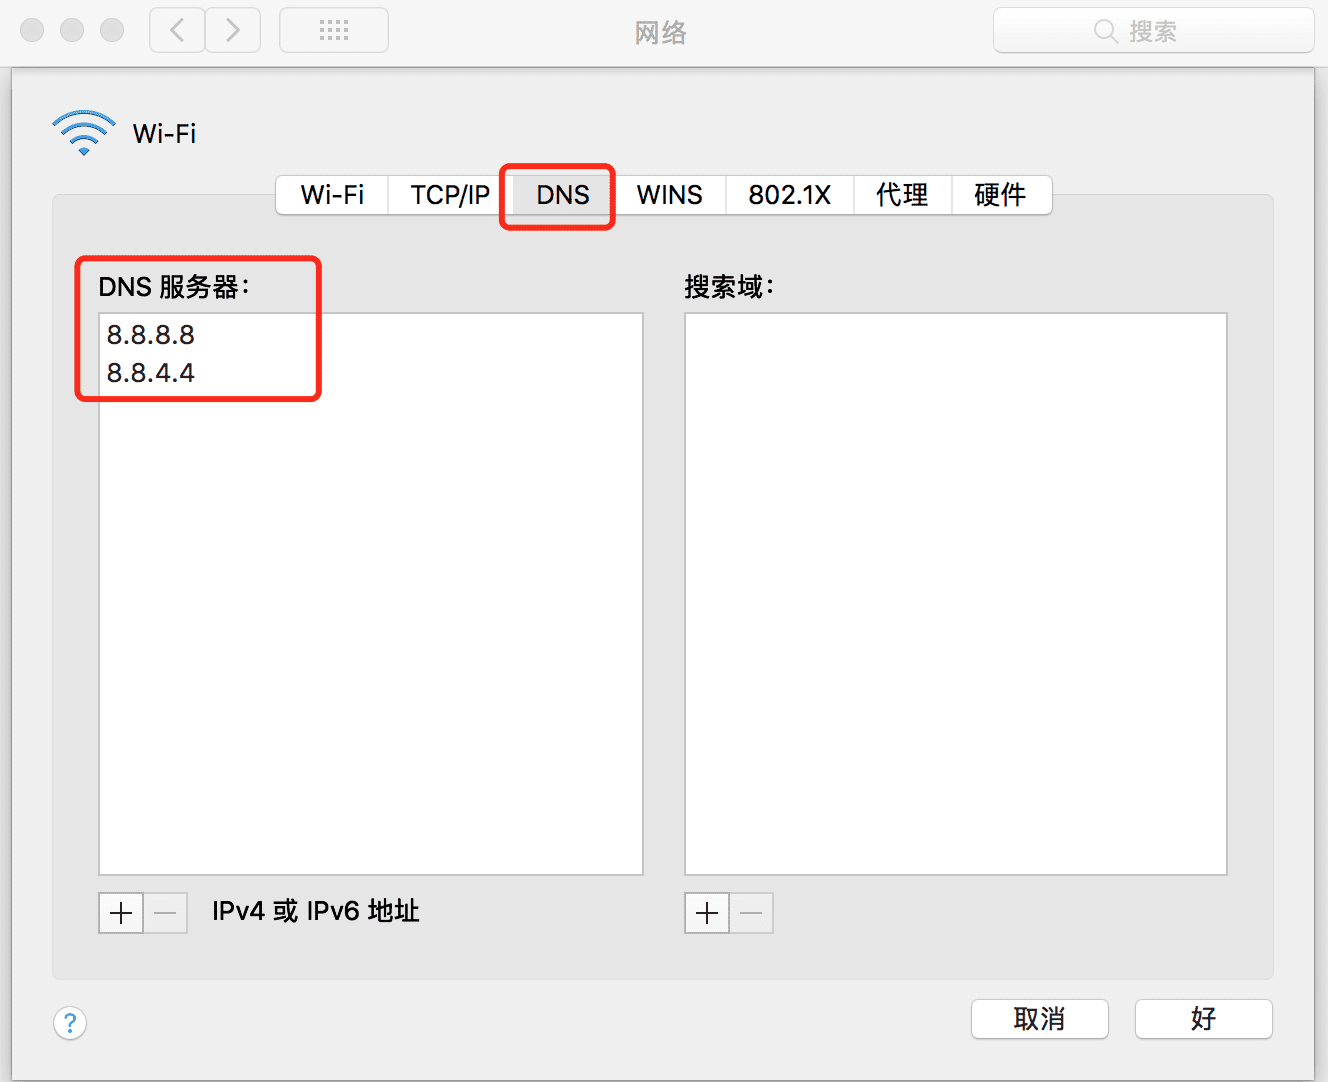 网络
搜索
Wi-Fi
Wi-Fi TCP/IP DNS WINS 802.1X 代理 硬件
DNS 服务器：
8.8.8.8
8.8.4.4
搜索域：
+ − IPv4 或 IPv6 地址
+ −
? 取消 好